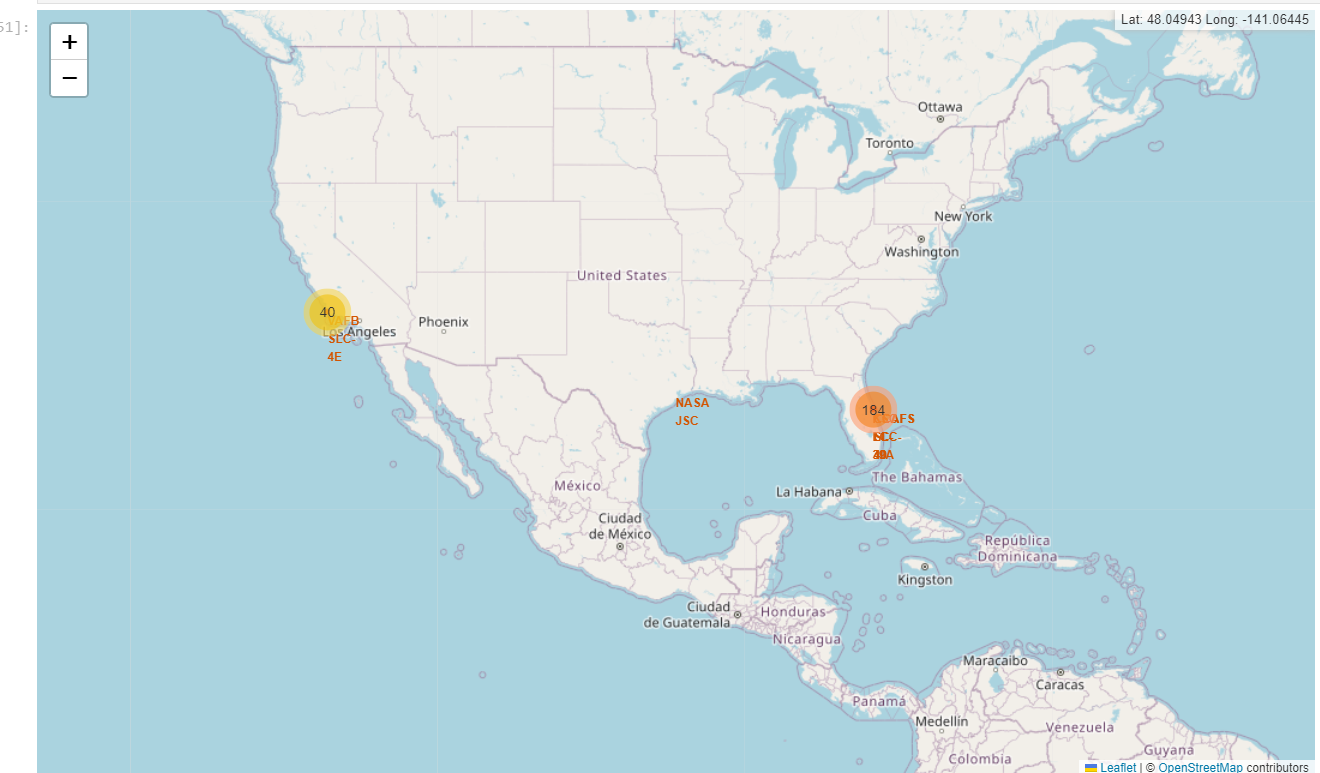 51]:
Lat: 48.04943 Long: -141.06445
+
−
Ottawa
Toronto
New York
Washington
United States
40
VAFB
Los Angeles
SLC-
4E
Phoenix
NASA
JSC
184
The Bahamas
La Habana
Cuba
México
Ciudad
de México
República
Dominicana
Kingston
Ciudad
de Guatemala
Honduras
Nicaragua
Maracaibo
Caracas
Panamá
Medellín
Venezuela
Guyana
Colombia
Leaflet | © OpenStreetMap contributors